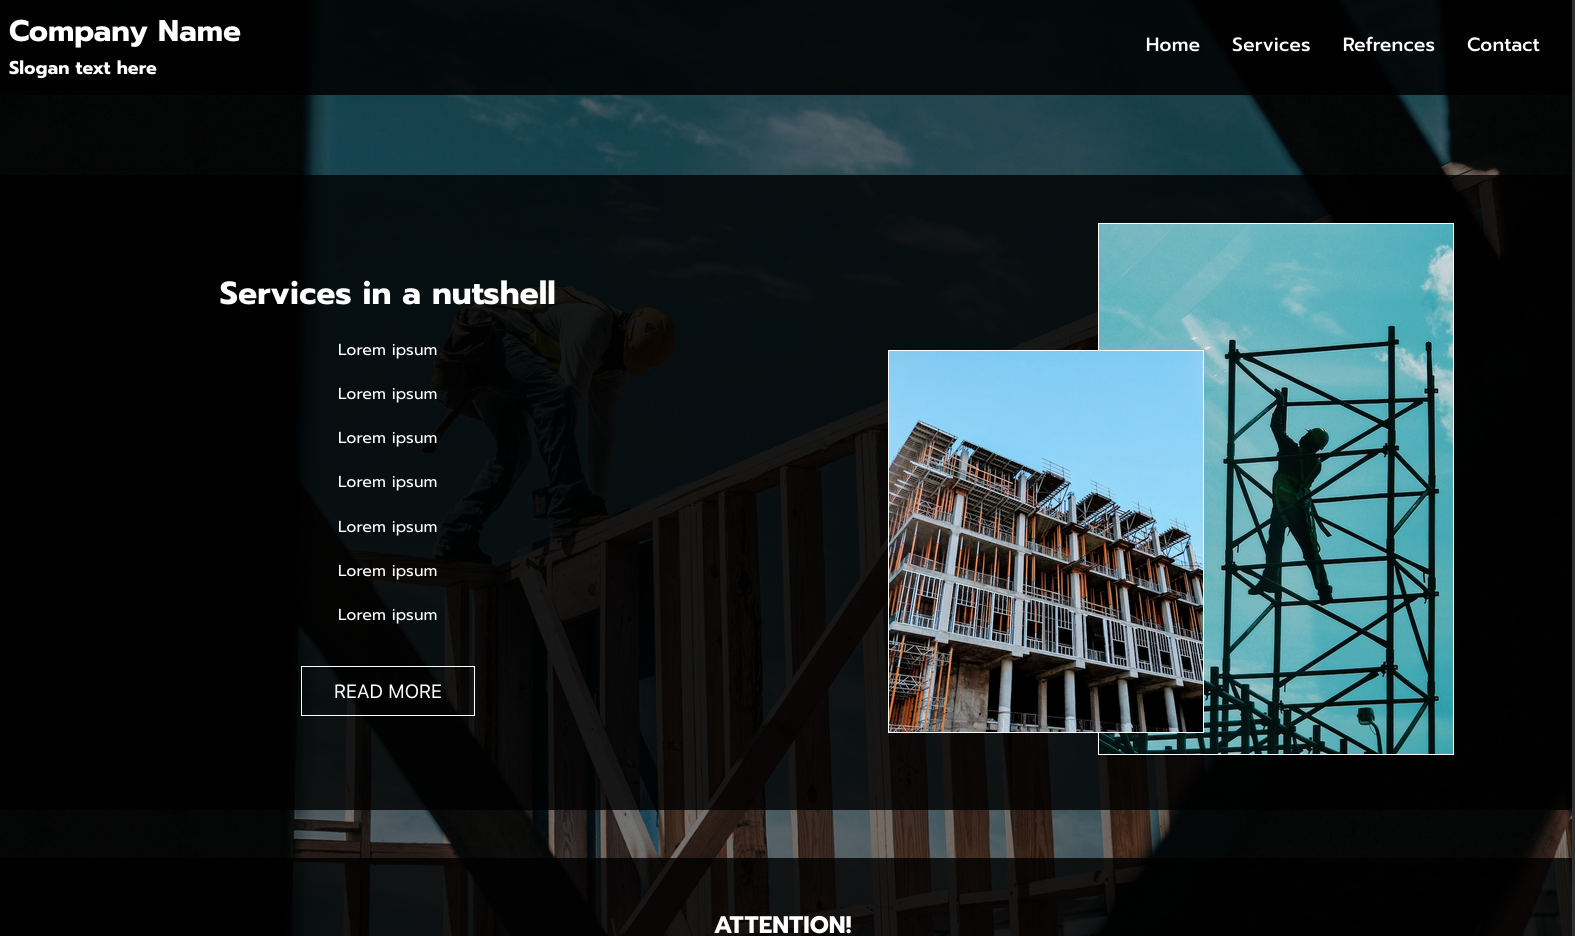 Company Name
Slogan text here
Home Services Refrences Contact
Services in a nutshell
Lorem ipsum
Lorem ipsum
Lorem ipsum
Lorem ipsum
Lorem ipsum
Lorem ipsum
Lorem ipsum
READ MORE
ATTENTION!